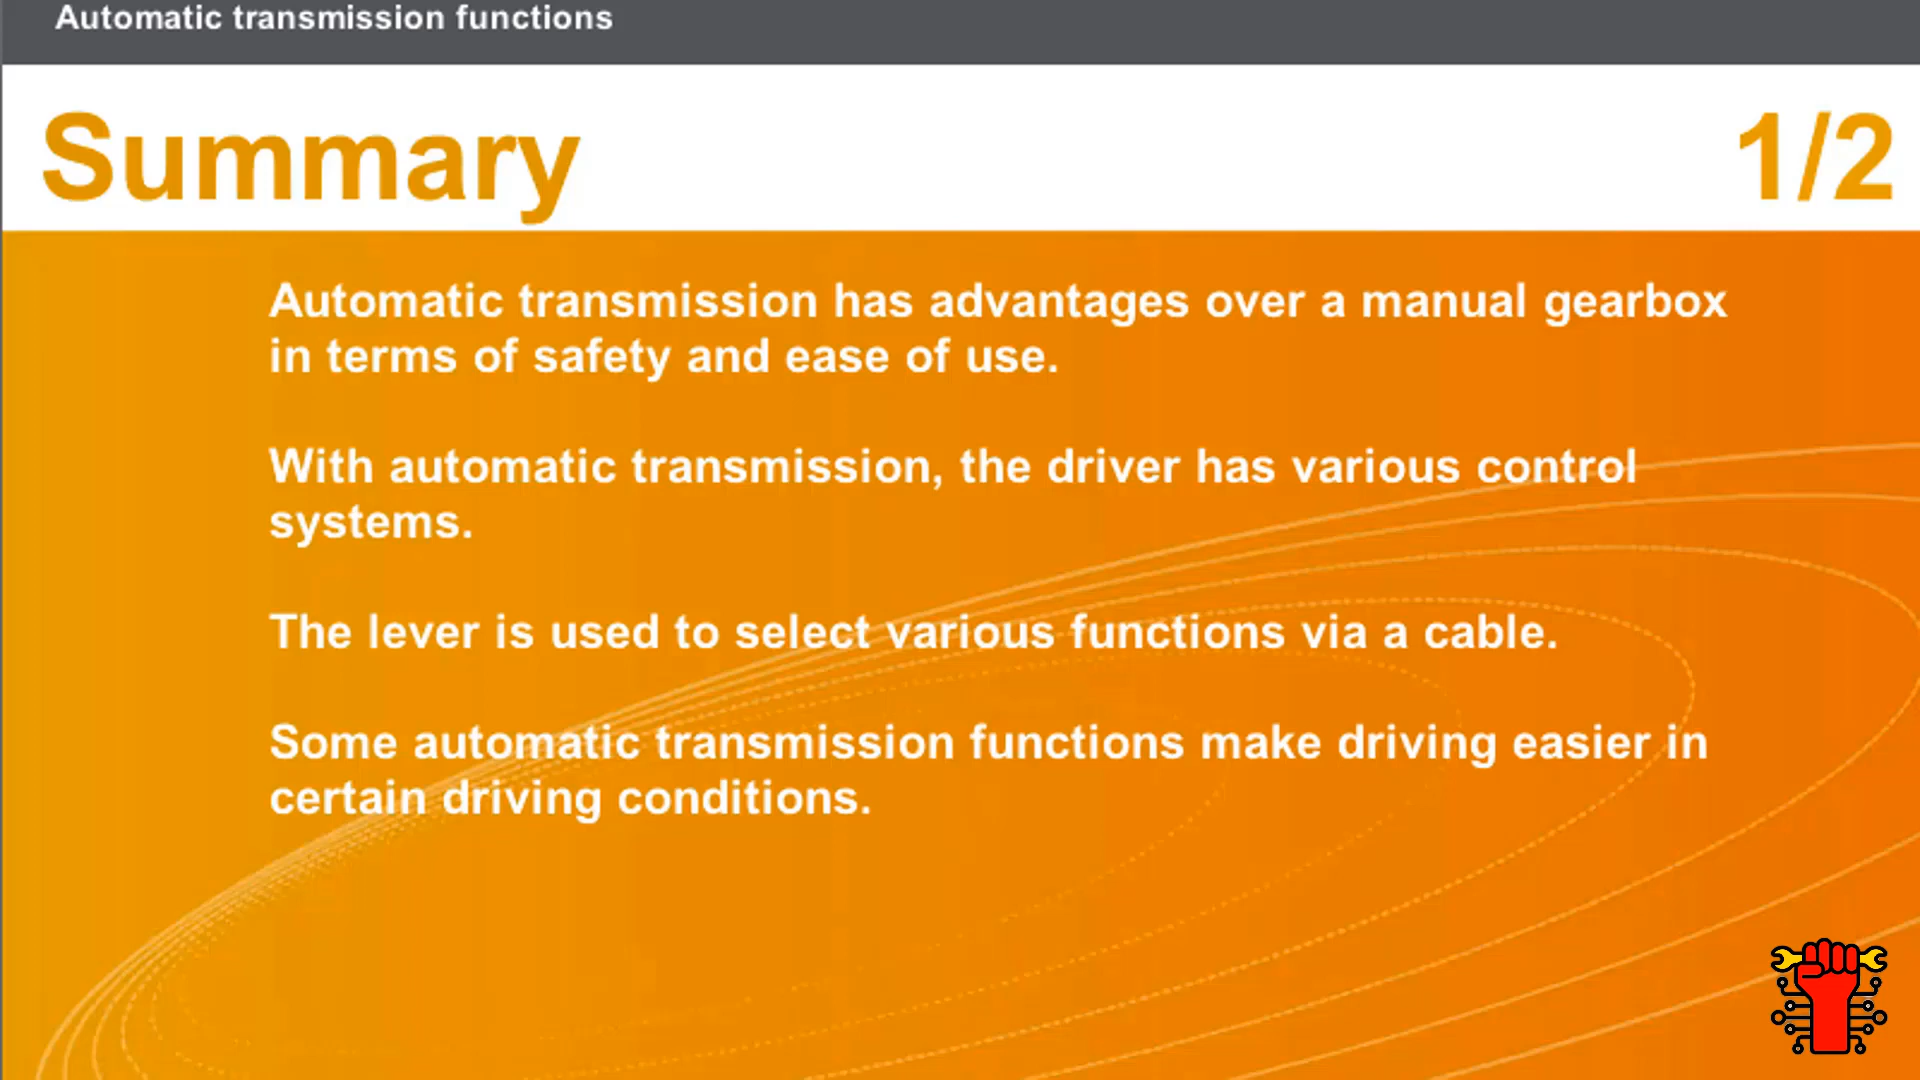 Automatic transmission functions
Summary
1/2
Automatic transmission has advantages over a manual gearbox
in terms of safety and ease of use.
With automatic transmission, the driver has various control
systems.
The lever is used to select various functions via a cable.
Some automatic transmission functions make driving easier in
certain driving conditions.